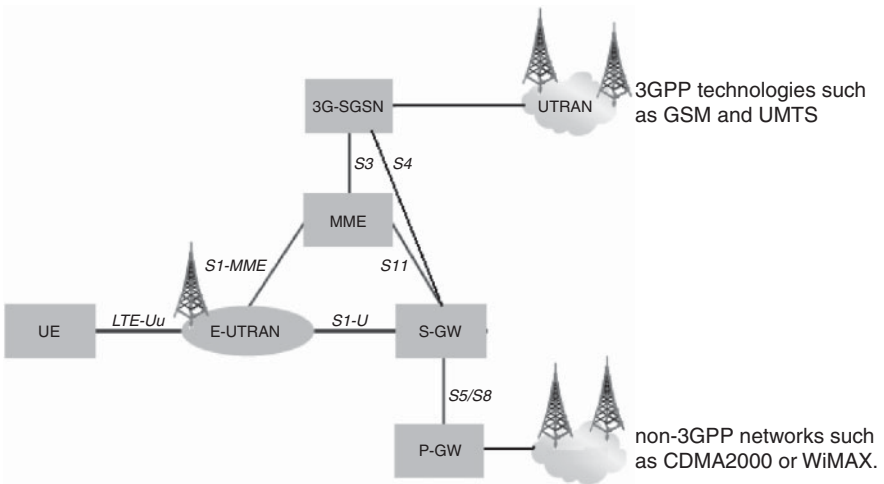 3G-SGSN
UTRAN
3GPP technologies such
as GSM and UMTS
S3
S4
MME
S1-MME
S11
UE
LTE-Uu
E-UTRAN
S1-U
S-GW
S5/S8
P-GW
non-3GPP networks such
as CDMA2000 or WiMAX.